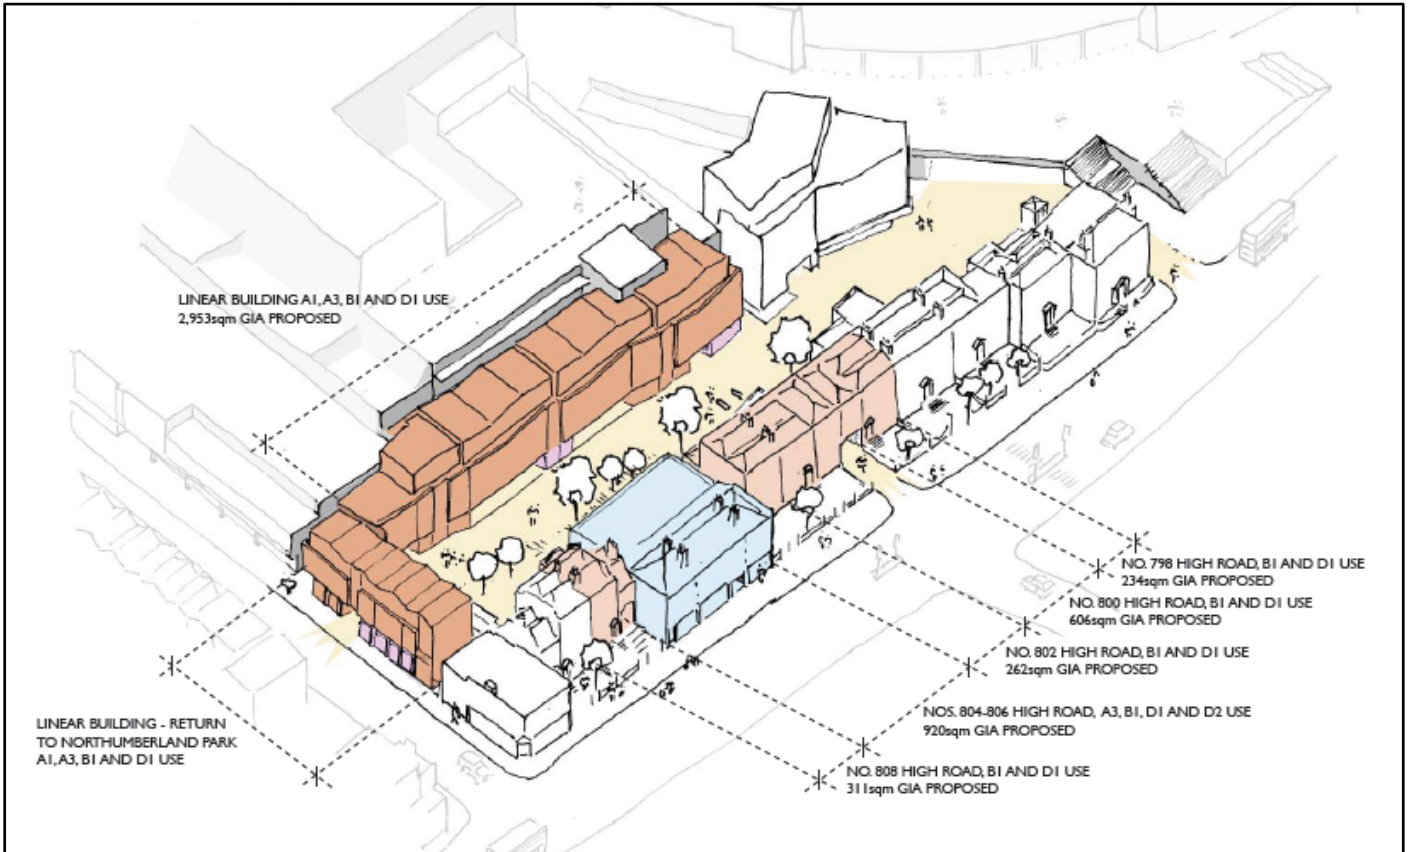 LINEAR BUILDING A1, A3, B1 AND D1 USE
2,953sqm GIA PROPOSED
NO. 798 HIGH ROAD, B1 AND D1 USE
234sqm GIA PROPOSED
NO. 800 HIGH ROAD, B1 AND D1 USE
606sqm GIA PROPOSED
NO. 802 HIGH ROAD, B1 AND D1 USE
262sqm GIA PROPOSED
NOS. 804-806 HIGH ROAD, A3, B1, D1 AND D2 USE
920sqm GIA PROPOSED
LINEAR BUILDING - RETURN
TO NORTHUMBERLAND PARK
A1, A3, B1 AND D1 USE
NO. 808 HIGH ROAD, B1 AND D1 USE
311sqm GIA PROPOSED